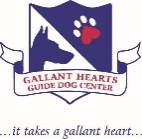 GALLANT HEARTS
GUIDE DOG CENTER
...it takes a gallant heart...